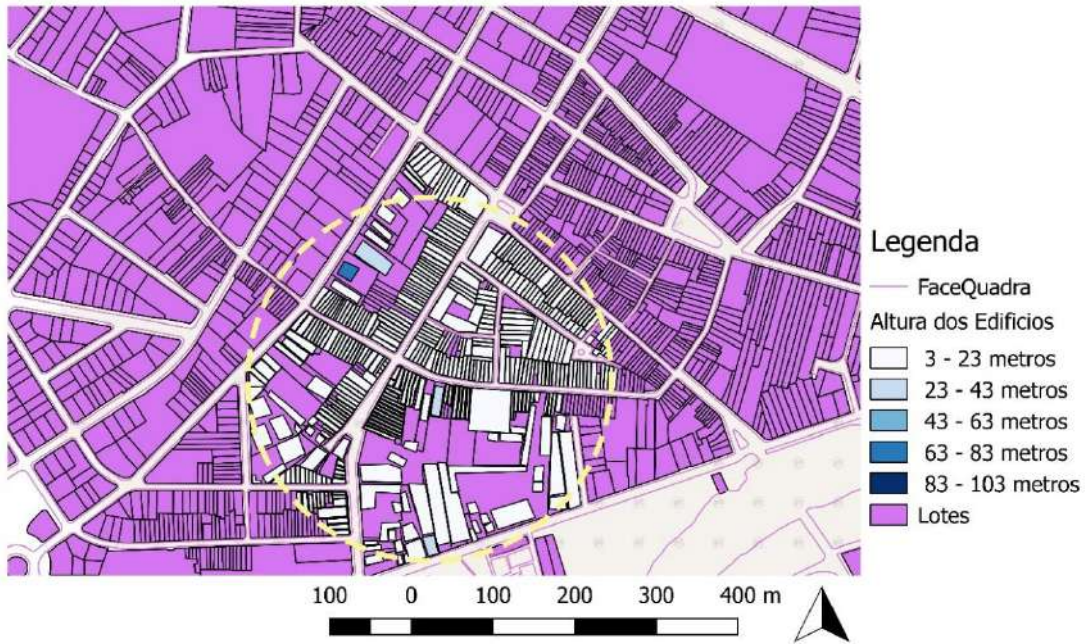 Legenda
FaceQuadra
Altura dos Edificios
3 - 23 metros
23 - 43 metros
43 - 63 metros
63 - 83 metros
83 - 103 metros
Lotes
100 0 100 200 300 400 m